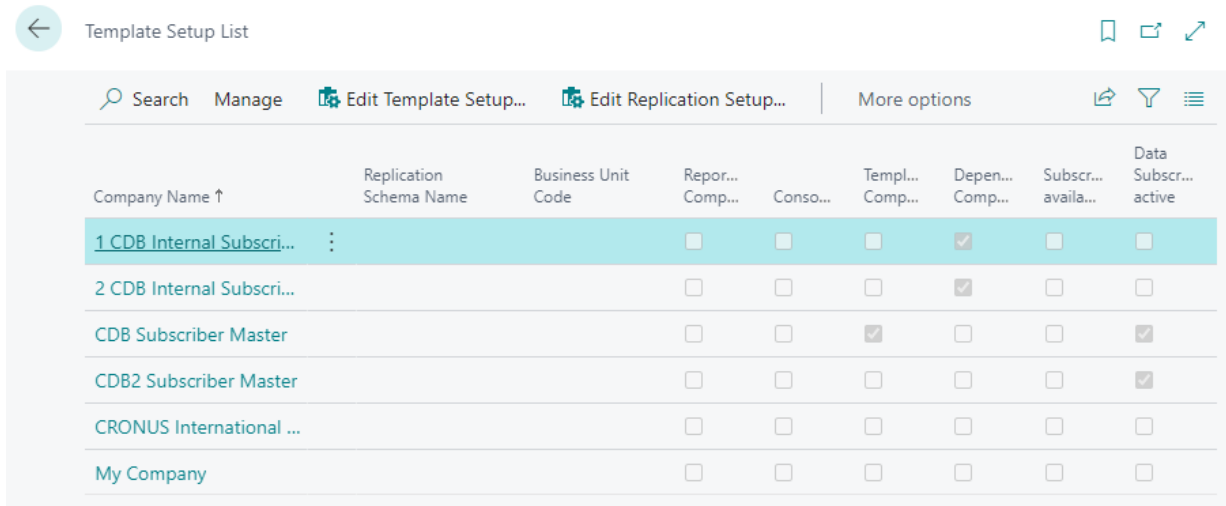 Template Setup List
Search Manage Edit Template Setup... Edit Replication Setup... More options
Company Name ↑ Replication Schema Name Business Unit Code Repor... Comp... Conso... Templ... Comp... Depen... Comp... Subscr... availa... Data Subscr... active
1 CDB Internal Subscri...
2 CDB Internal Subscri...
CDB Subscriber Master
CDB2 Subscriber Master
CRONUS International ...
My Company